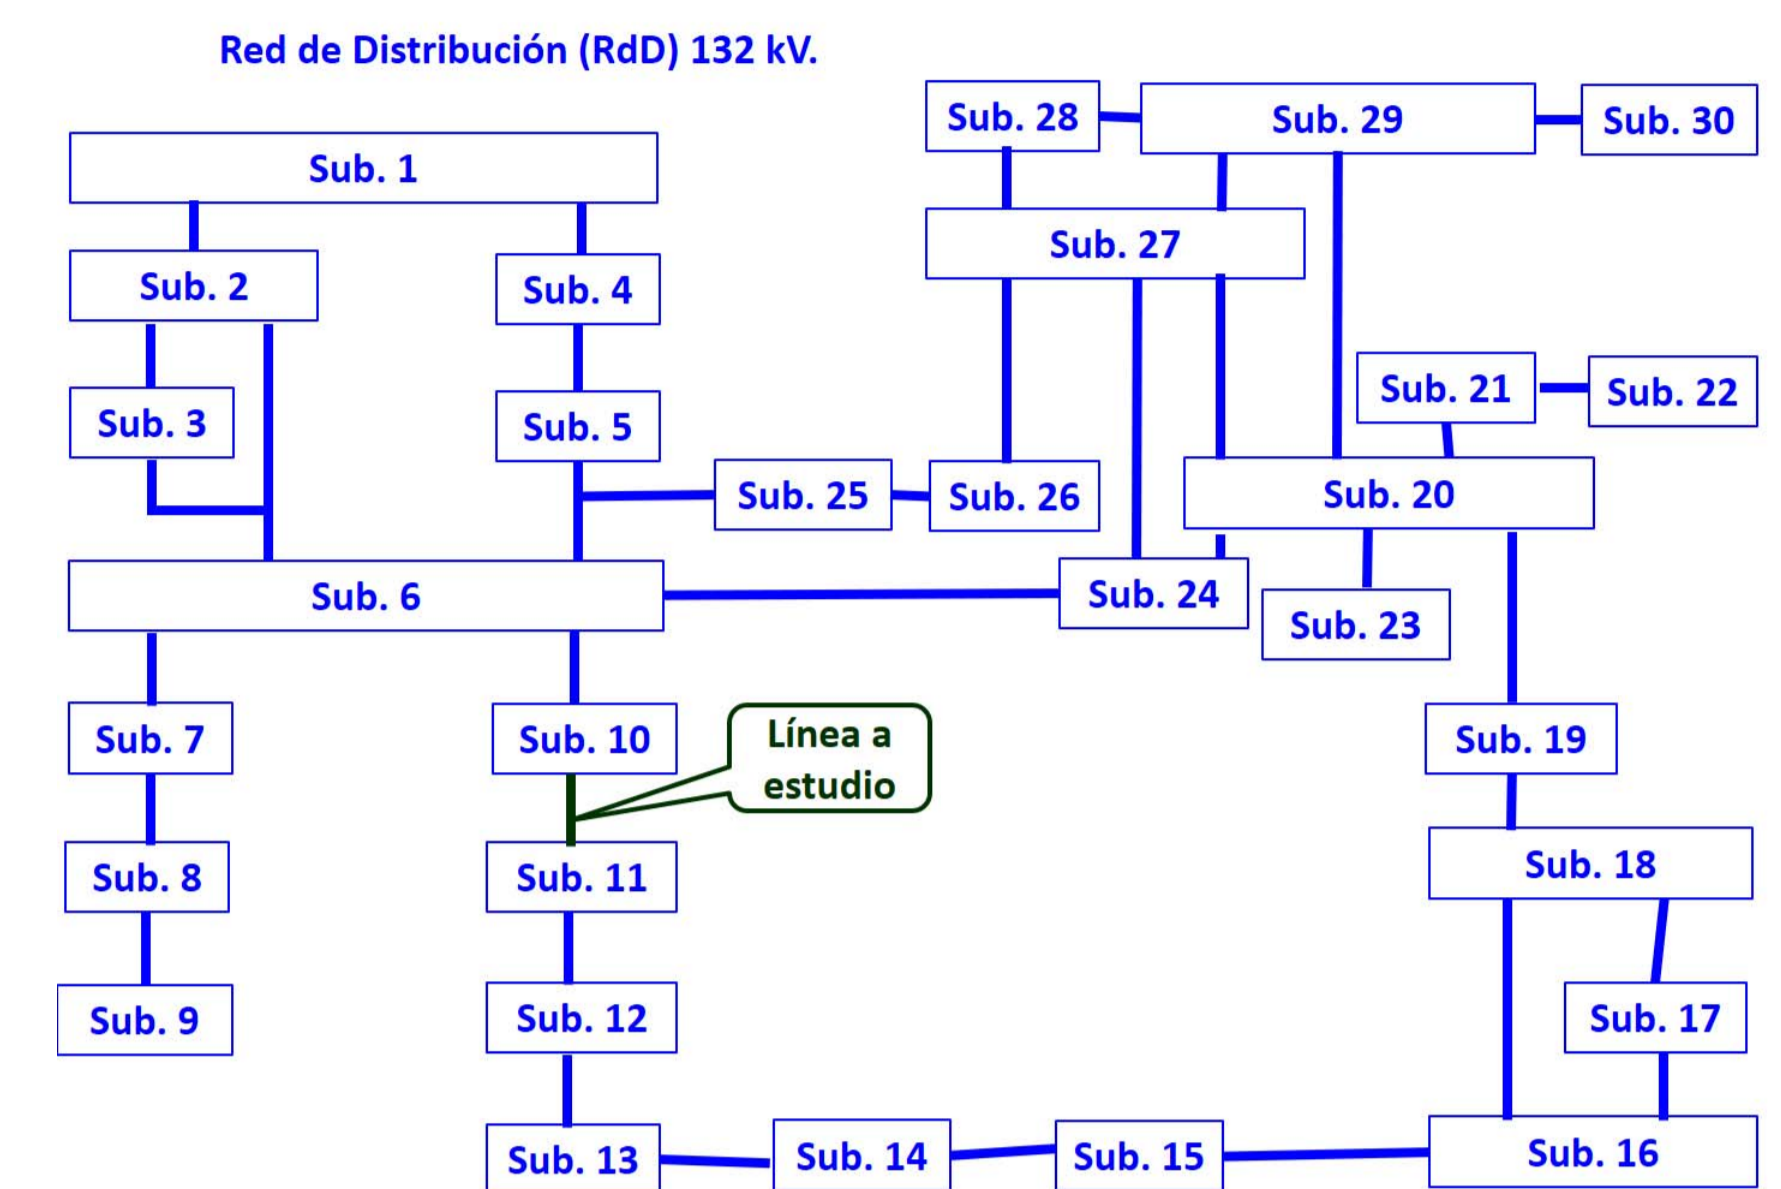 Red de Distribución (RdD) 132 kV.
Sub. 28
Sub. 29
Sub. 30
Sub. 1
Sub. 27
Sub. 2
Sub. 4
Sub. 21
Sub. 22
Sub. 3
Sub. 5
Sub. 25
Sub. 26
Sub. 20
Sub. 6
Sub. 24
Sub. 23
Sub. 7
Sub. 10
Línea a
estudio
Sub. 19
Sub. 8
Sub. 11
Sub. 18
Sub. 9
Sub. 12
Sub. 17
Sub. 13
Sub. 14
Sub. 15
Sub. 16